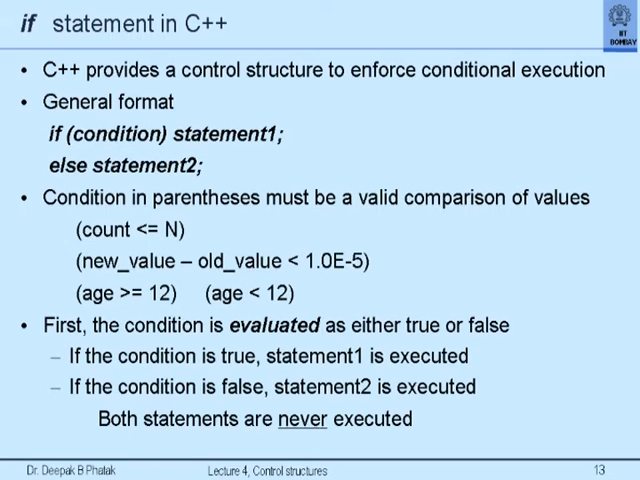 if statement in C++
IIT
BOMBAY
• C++ provides a control structure to enforce conditional execution
• General format
if (condition) statement1;
else statement2;
• Condition in parentheses must be a valid comparison of values
(count <= N)
(new_value – old_value < 1.0E-5)
(age >= 12) (age < 12)
• First, the condition is evaluated as either true or false
– If the condition is true, statement1 is executed
– If the condition is false, statement2 is executed
Both statements are never executed
Dr. Deepak B Phatak Lecture 4, Control structures 13